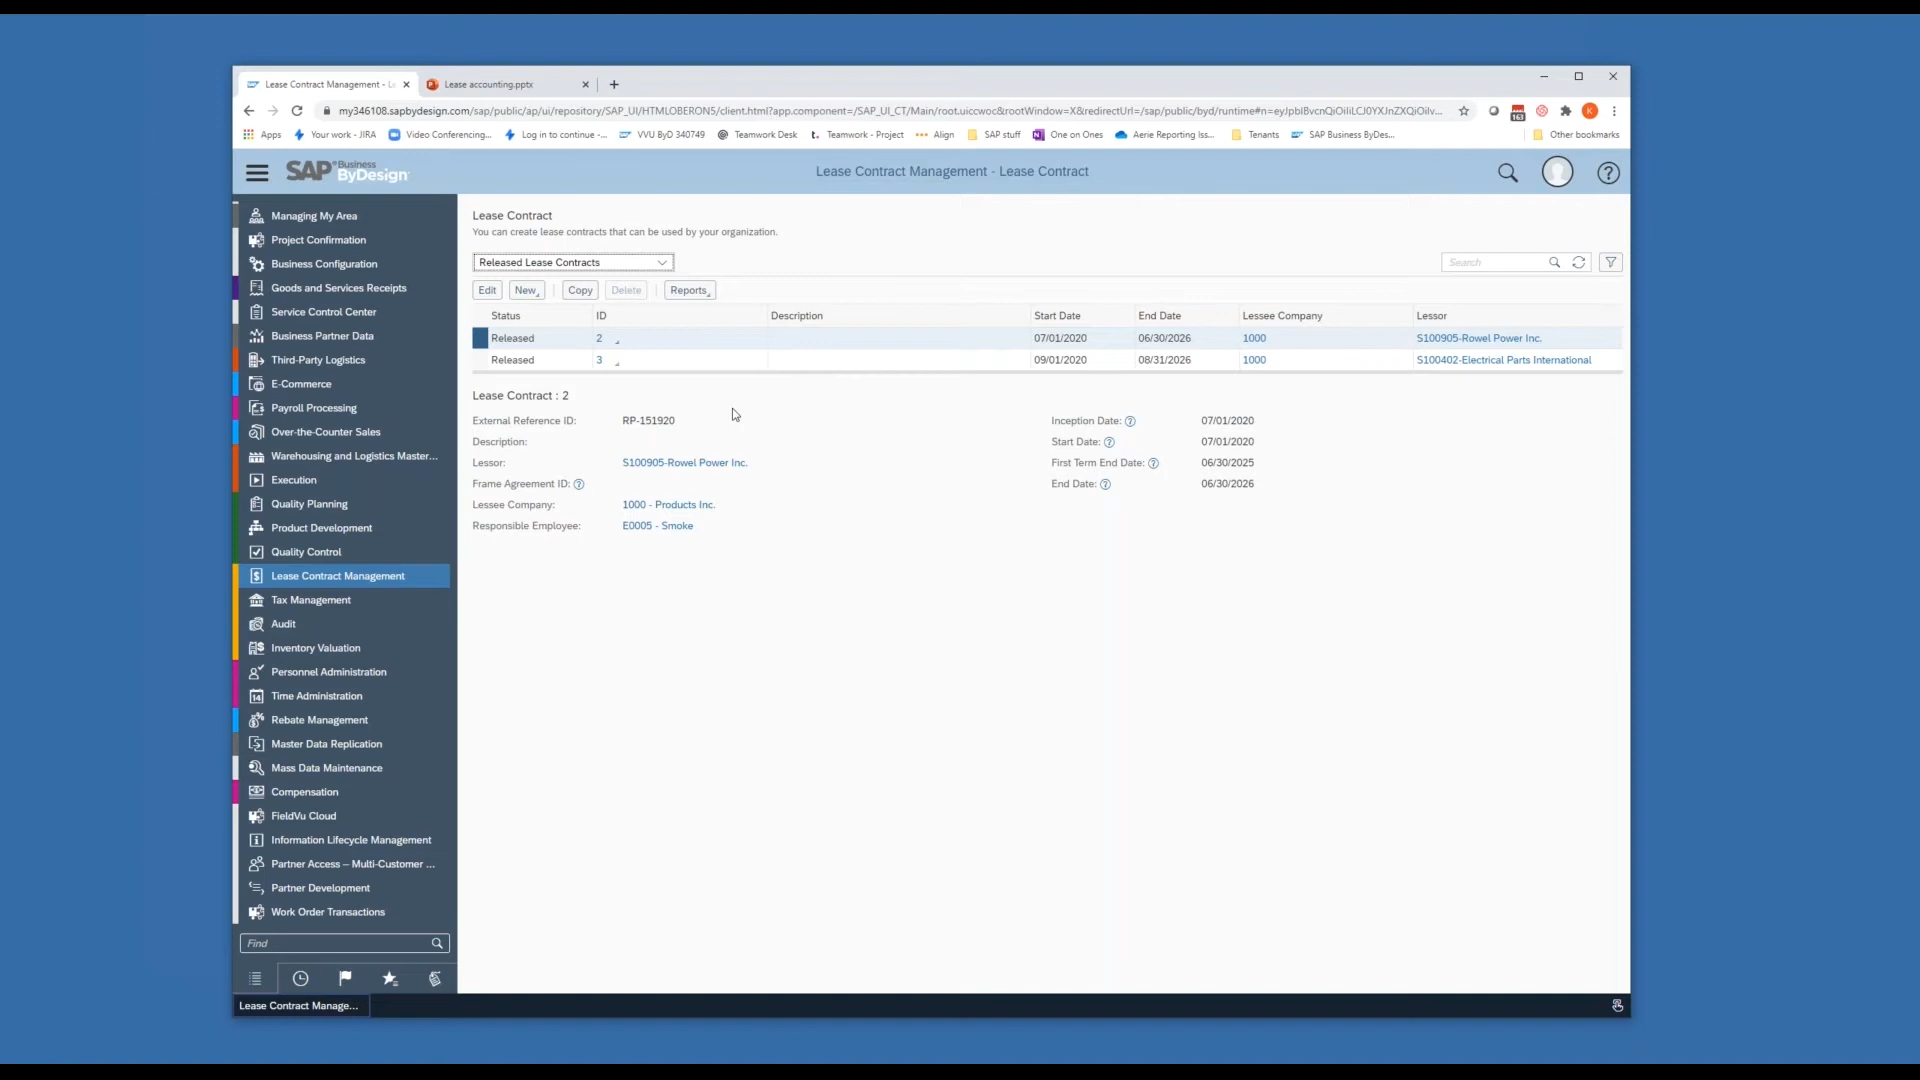 Lease Contract Management - Le
Lease accounting.pptx
my346108.sapbydesign.com/sap/public/ap/ui/repository/SAP_UI/HTMLOBERON5/client.html?app.component=/SAP_UI_CT/Main/root.uiccwoc&rootWindow=X&redirectUrl=/sap/public/byd/runtime#n=
163
K
Apps
Your work - JIRA
Video Conferencing...
Log in to continue -...
VVU ByD 340749
Teamwork Desk
t. Teamwork - Project
Align
SAP stuff
One on Ones
Aerie Reporting Iss...
Tenants
SAP Business ByDes...
Other bookmarks
SAP Business ByDesign
Lease Contract Management - Lease Contract
Managing My Area
Project Confirmation
Business Configuration
Goods and Services Receipts
Service Control Center
Business Partner Data
Third-Party Logistics
E-Commerce
Payroll Processing
Over-the-Counter Sales
Warehousing and Logistics Master...
Execution
Quality Planning
Product Development
Quality Control
Lease Contract Management
Tax Management
Audit
Inventory Valuation
Personnel Administration
14 Time Administration
Rebate Management
Master Data Replication
Mass Data Maintenance
Compensation
FieldVu Cloud
Information Lifecycle Management
Partner Access – Multi-Customer ...
Partner Development
Work Order Transactions
Find
Lease Contract Manage...
Lease Contract
You can create lease contracts that can be used by your organization.
Released Lease Contracts
Search
Edit New Copy Delete Reports
Status ID Description Start Date End Date Lessee Company Lessor
Released 2 07/01/2020 06/30/2026 1000 S100905-Rowel Power Inc.
Released 3 09/01/2020 08/31/2026 1000 S100402-Electrical Parts International
Lease Contract : 2
External Reference ID: RP-151920
Description:
Lessor: S100905-Rowel Power Inc.
Frame Agreement ID: ?
Lessee Company: 1000 - Products Inc.
Responsible Employee: E0005 - Smoke
Inception Date: ? 07/01/2020
Start Date: ? 07/01/2020
First Term End Date: ? 06/30/2025
End Date: ? 06/30/2026